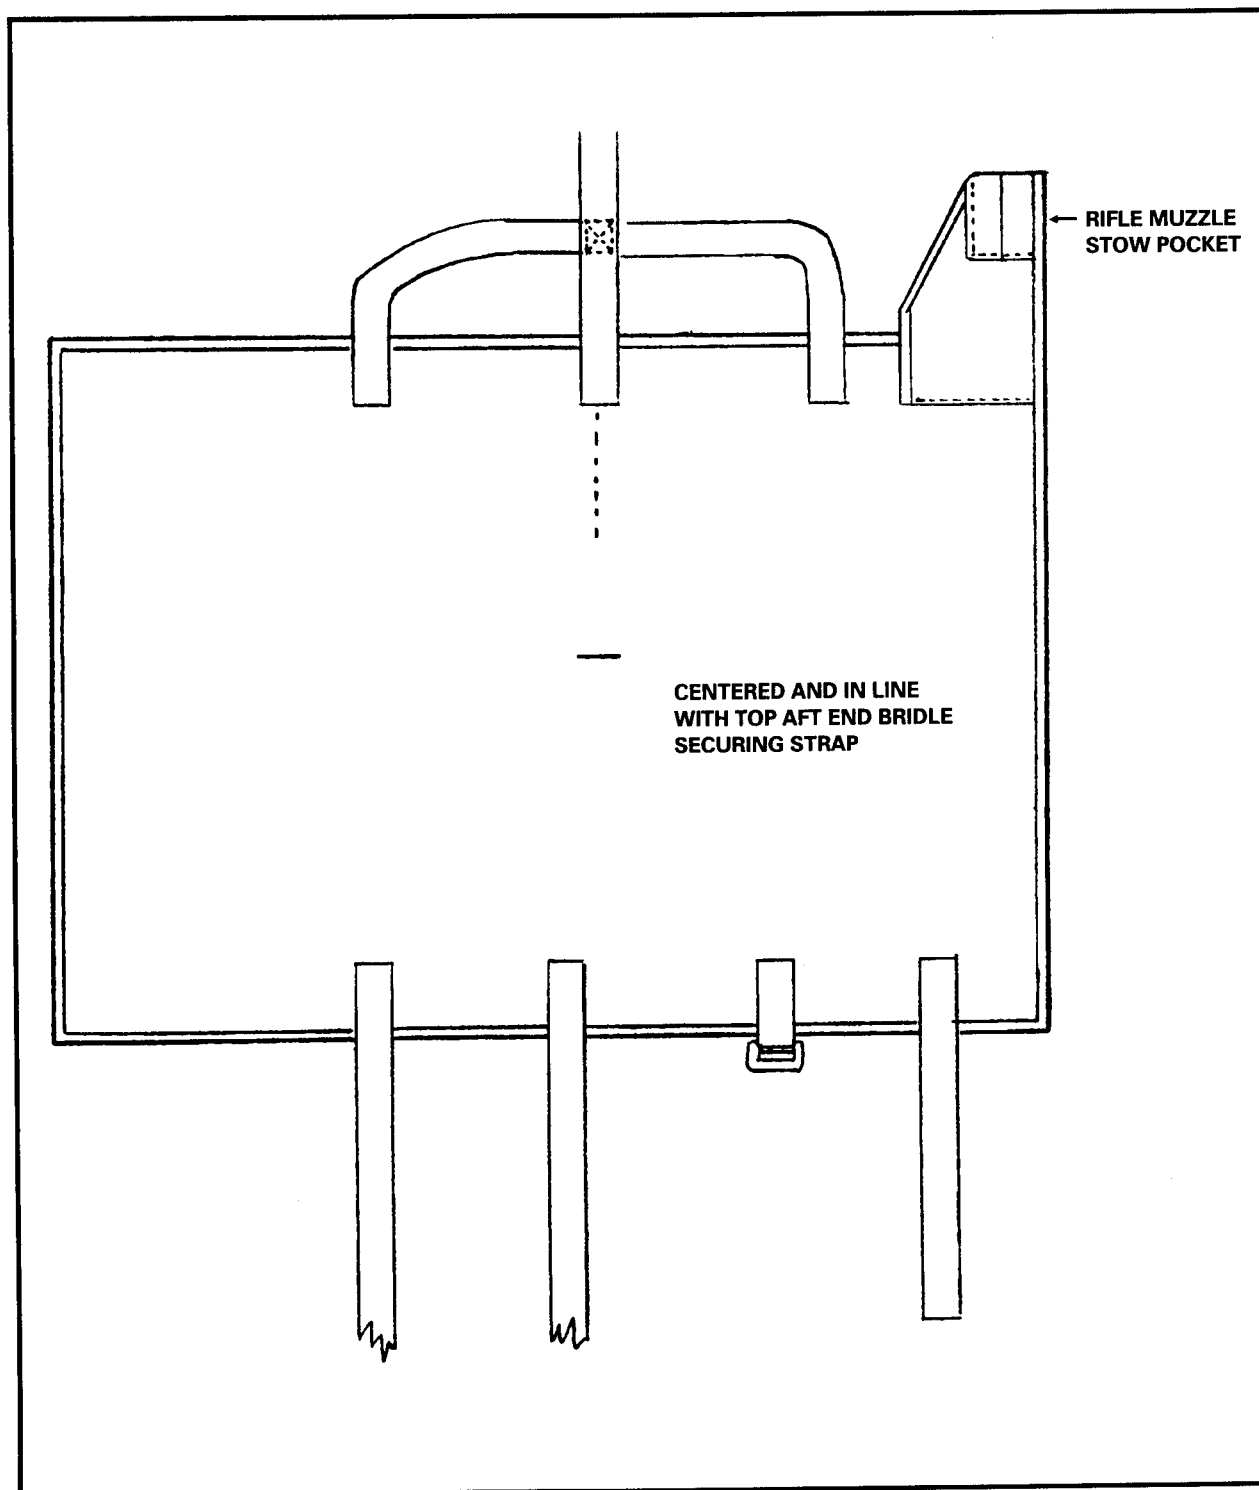 RIFLE MUZZLE
STOW POCKET
CENTERED AND IN LINE
WITH TOP AFT END BRIDLE
SECURING STRAP